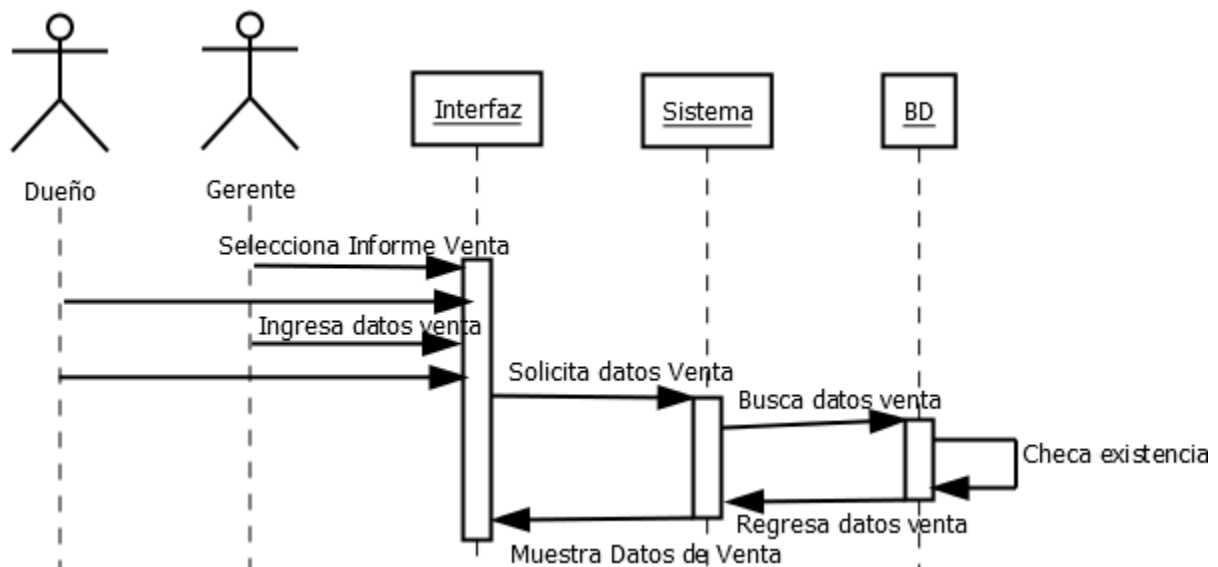 Interfaz
Sistema
BD
Dueño
Gerente
Selecciona Informe Venta
Ingresa datos venta
Solicita datos Venta
Busca datos venta
Checa existencia
Regresa datos venta
Muestra Datos de Venta